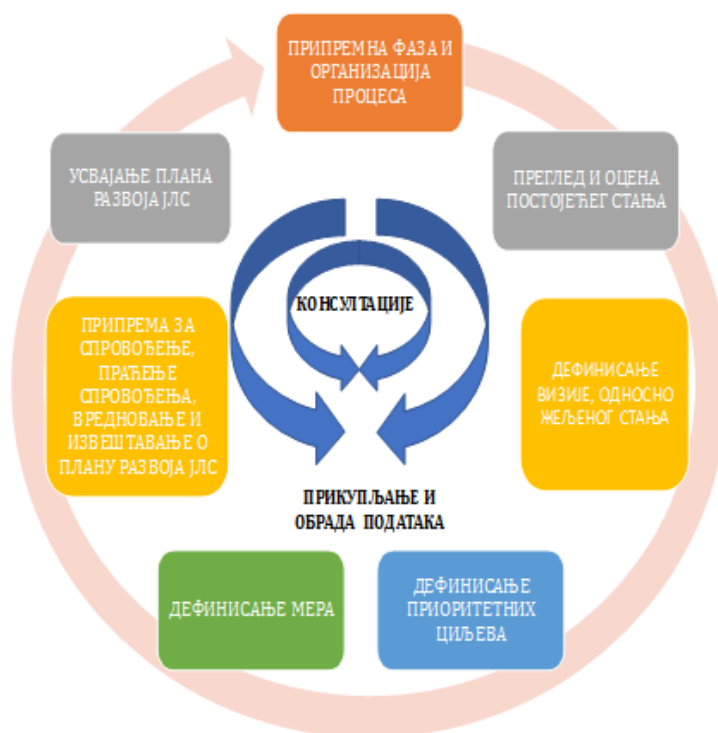 ПРИПРЕМНА ФАЗА И
ОРГАНИЗАЦИЈА
ПРОЦЕСА
ПРЕГЛЕД И ОЦЕНА
ПОСТОЈЕЋЕГ СТАЊА
ДЕФИНИСАЊЕ
ВИЗИЈЕ, ОДНОСНО
ЖЕЉЕНОГ СТАЊА
ДЕФИНИСАЊЕ
ПРИОРИТЕТНИХ
ЦИЉЕВА
ДЕФИНИСАЊЕ МЕРА
ПРИПРЕМА ЗА
СПРОВОЂЕЊЕ,
ПРАЋЕЊЕ
СПРОВОЂЕЊА,
ВРЕДНОВАЊЕ И
ИЗВЕШТАВАЊЕ О
ПЛАНУ РАЗВОЈА ЈЛС
УСВАЈАЊЕ ПЛАНА
РАЗВОЈА ЈЛС
КОНСУЛТАЦИЈЕ
ПРИКУПЉАЊЕ И
ОБРАДА ПОДАТАКА